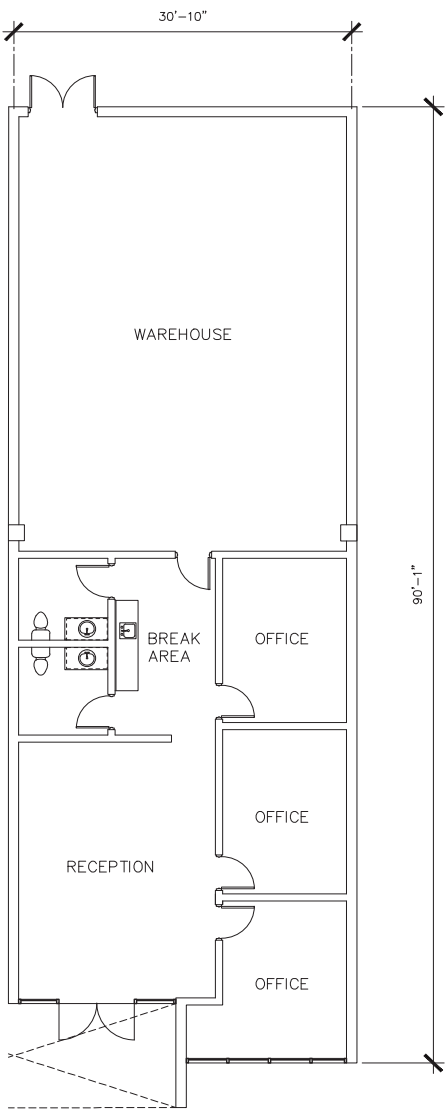 30'-10"
WAREHOUSE
90'-1"
BREAK
AREA
OFFICE
OFFICE
RECEPTION
OFFICE